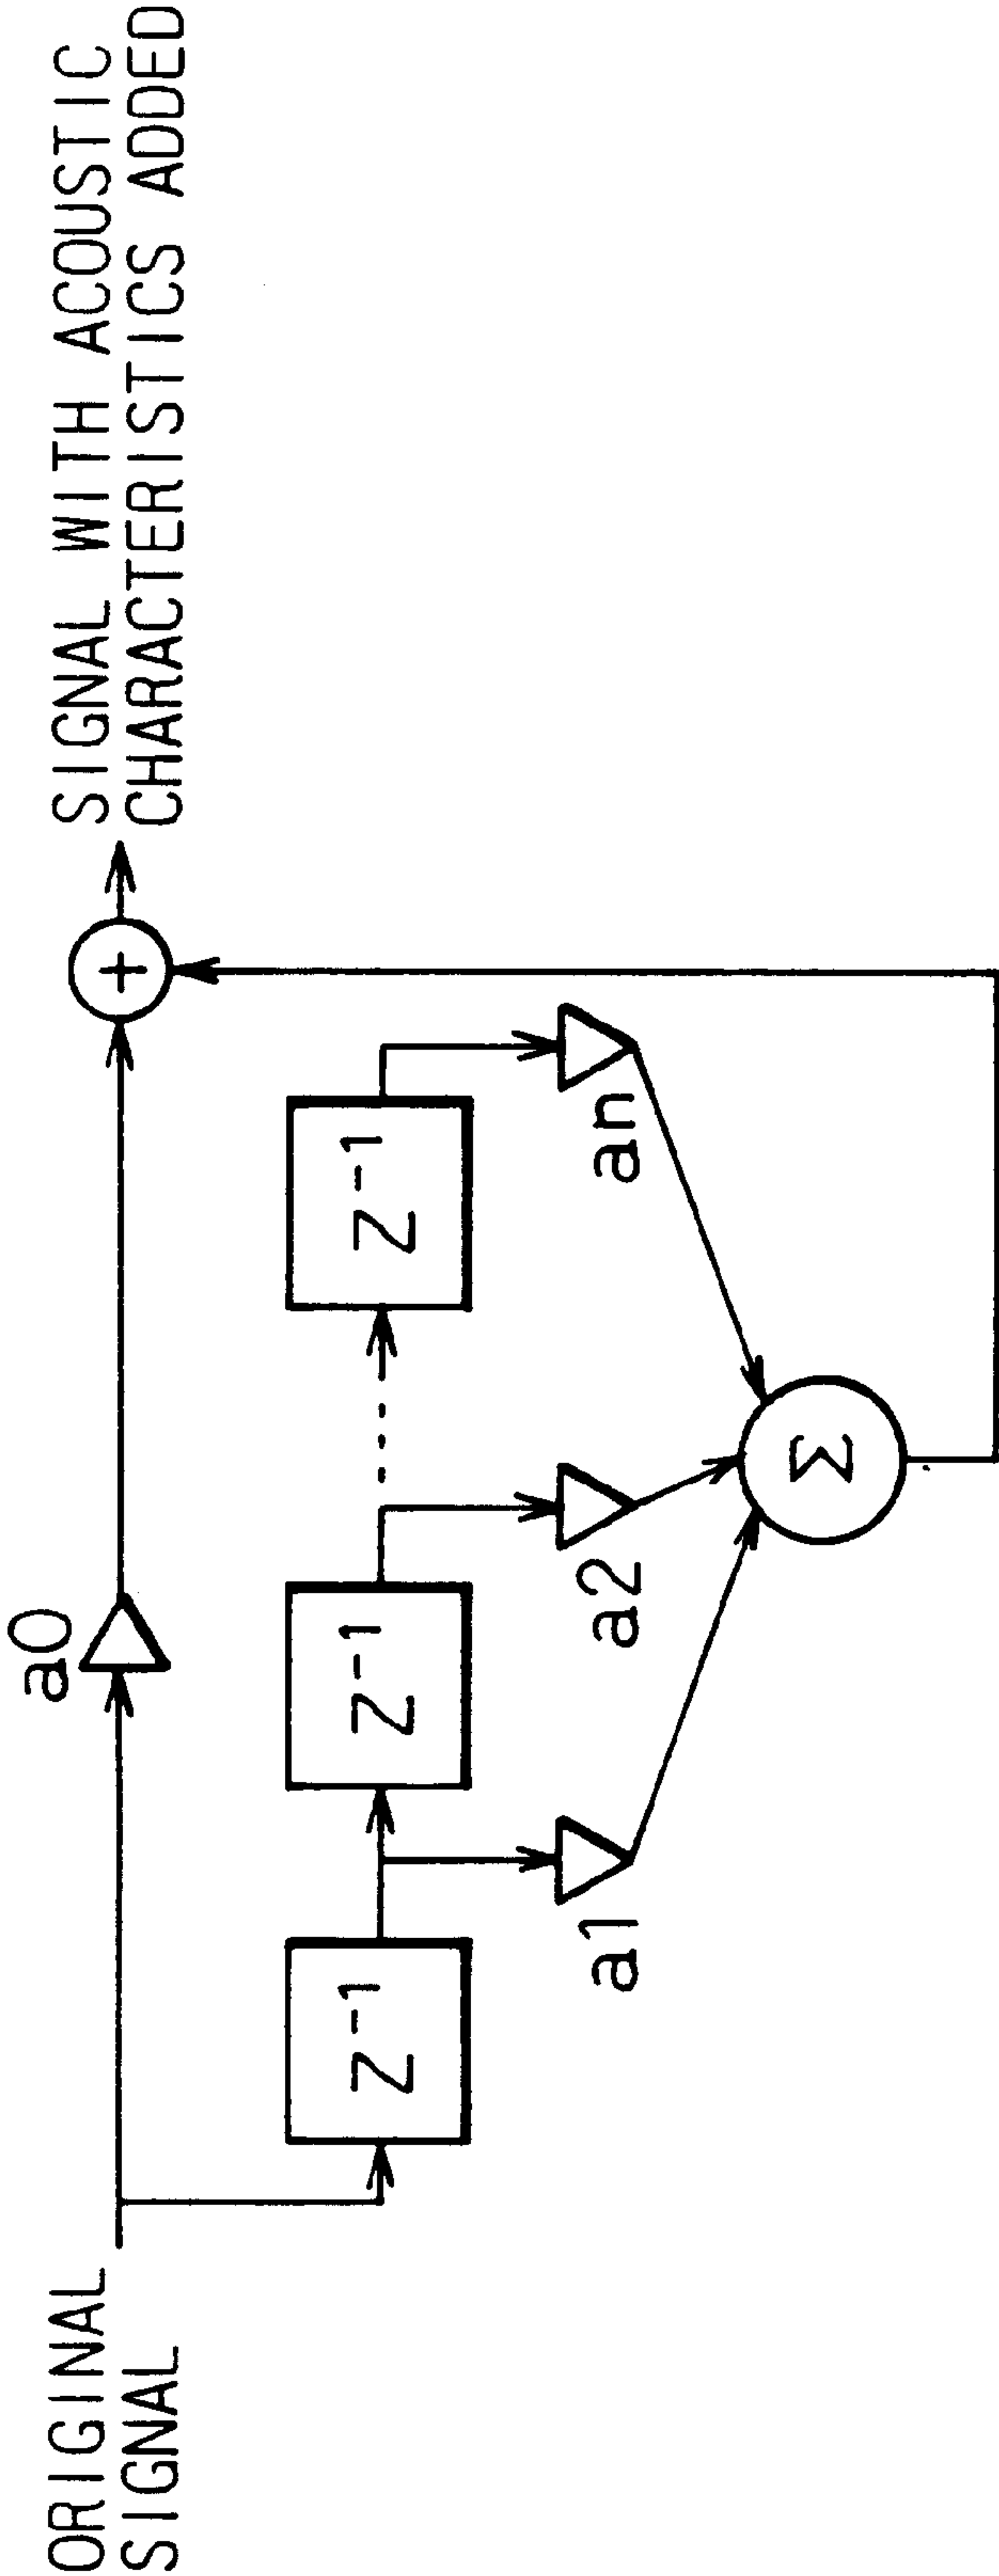 ORIGINAL
SIGNAL
a0
+
SIGNAL WITH ACOUSTIC
CHARACTERISTICS ADDED
Z⁻¹
Z⁻¹
Z⁻¹
a1
a2
an
Σ